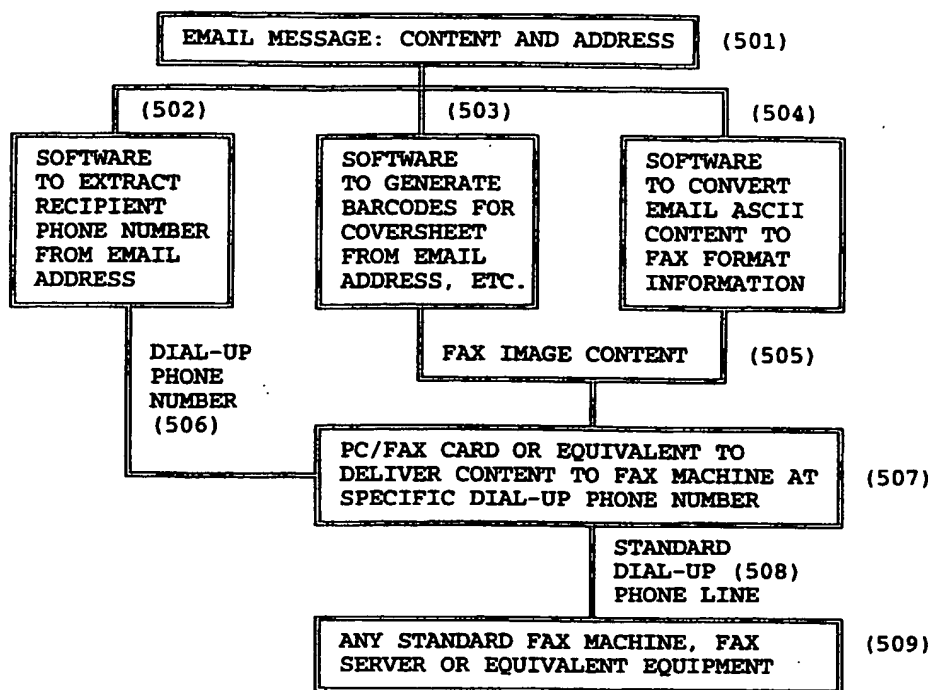 EMAIL MESSAGE: CONTENT AND ADDRESS (501)
(502)
(503)
(504)
SOFTWARE
TO EXTRACT
RECIPIENT
PHONE NUMBER
FROM EMAIL
ADDRESS
SOFTWARE
TO GENERATE
BARCODES FOR
COVERSHEET
FROM EMAIL
ADDRESS, ETC.
SOFTWARE
TO CONVERT
EMAIL ASCII
CONTENT TO
FAX FORMAT
INFORMATION
DIAL-UP
PHONE
NUMBER
(506)
FAX IMAGE CONTENT (505)
PC/FAX CARD OR EQUIVALENT TO
DELIVER CONTENT TO FAX MACHINE AT
SPECIFIC DIAL-UP PHONE NUMBER
(507)
STANDARD
DIAL-UP (508)
PHONE LINE
ANY STANDARD FAX MACHINE, FAX
SERVER OR EQUIVALENT EQUIPMENT
(509)